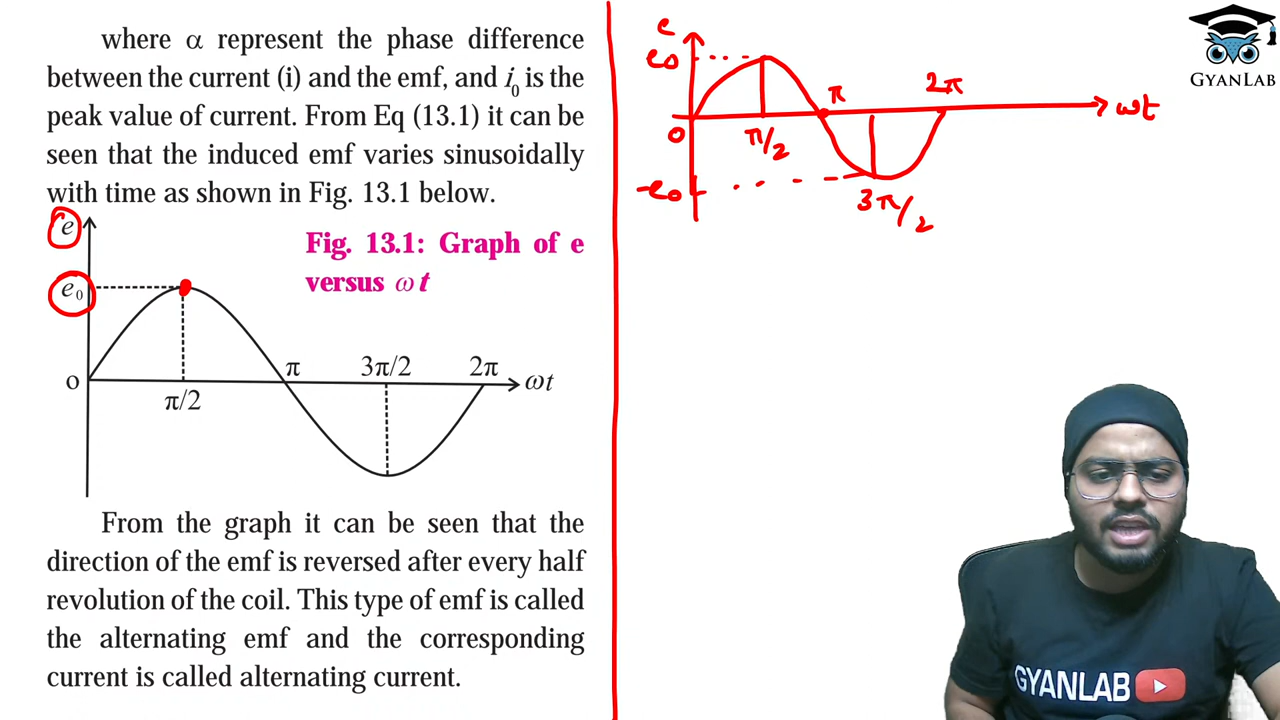 where α represent the phase difference
between the current (i) and the emf, and i₀ is the
peak value of current. From Eq (13.1) it can be
seen that the induced emf varies sinusoidally
with time as shown in Fig. 13.1 below.
e
Fig. 13.1: Graph of e
versus ω t
e₀
π
3π/2
2π
o
ωt
π/2
From the graph it can be seen that the
direction of the emf is reversed after every half
revolution of the coil. This type of emf is called
the alternating emf and the corresponding
current is called alternating current.
e
e₀
π
2π
ωt
0
π/2
-e₀
3π/2
GYANLAB
GYANLAB